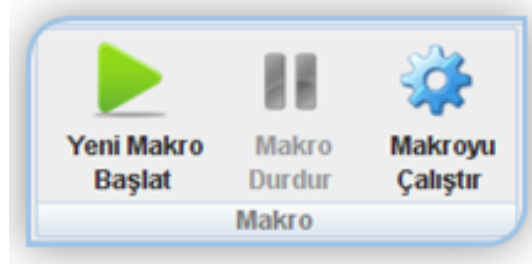 Yeni Makro Başlat
Makro Durdur
Makroyu Çalıştır
Makro